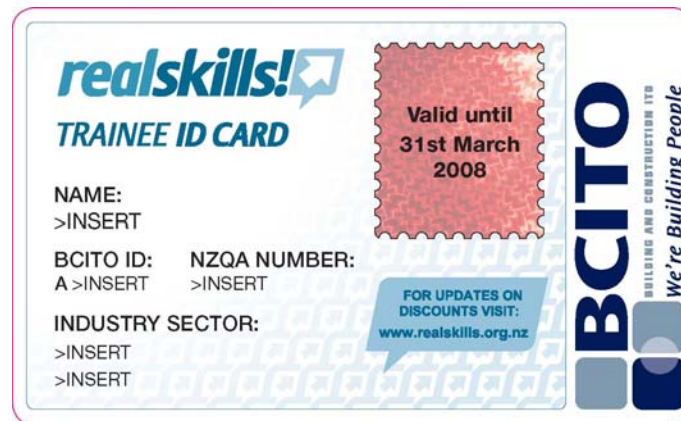 realskills!
TRAINEE ID CARD
Valid until
31st March
2008
NAME:
>INSERT
BCITO ID: NZQA NUMBER:
A >INSERT >INSERT
INDUSTRY SECTOR:
>INSERT
>INSERT
FOR UPDATES ON
DISCOUNTS VISIT:
www.realskills.org.nz
BCITO
BUILDING AND CONSTRUCTION ITO
We're Building People